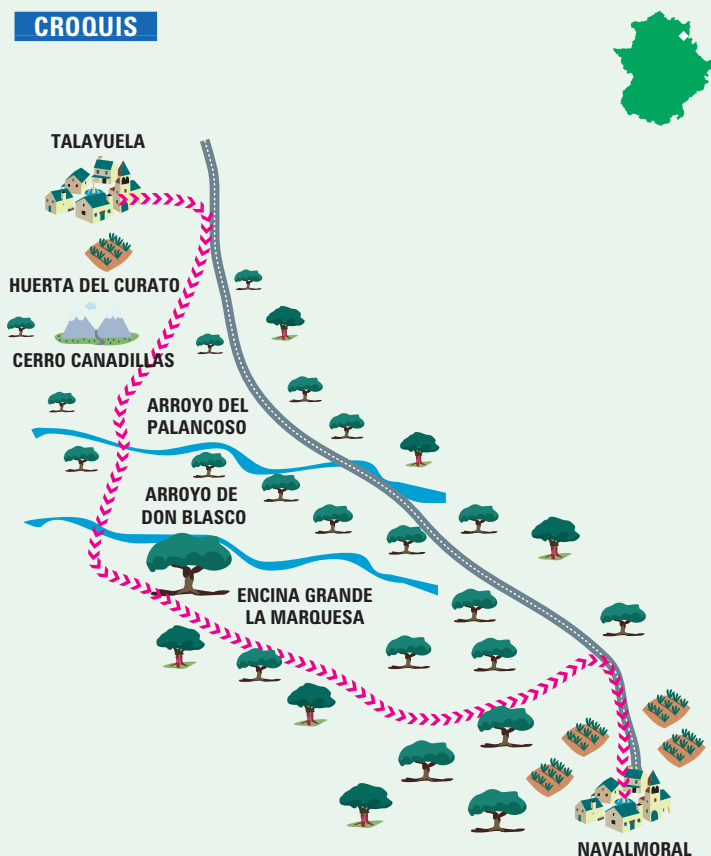 CROQUIS
TALAYUELA
HUERTA DEL CURATO
CERRO CANADILLAS
ARROYO DEL
PALANCOSO
ARROYO DE
DON BLASCO
ENCINA GRANDE
LA MARQUESA
NAVALMORAL